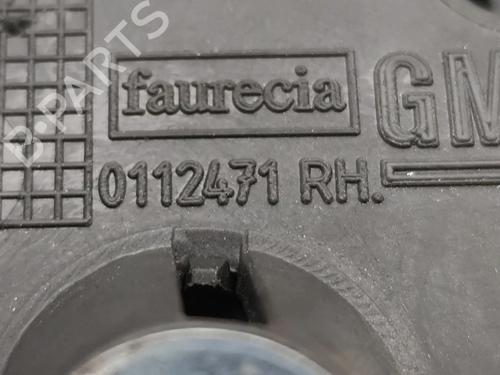 faurecia
GM
0112471 RH.
B-PARTS